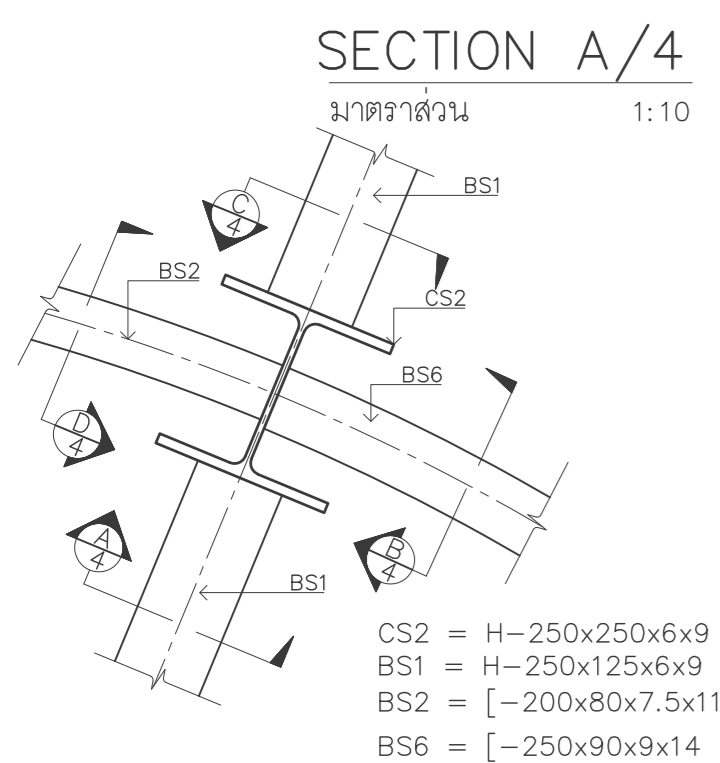 SECTION A/4
มาตราส่วน 1:10
BS1
C
4
BS2
CS2
BS6
D
4
A
4
B
4
BS1
CS2 = H-250x250x6x9
BS1 = H-250x125x6x9
BS2 = [-200x80x7.5x11
BS6 = [-250x90x9x14